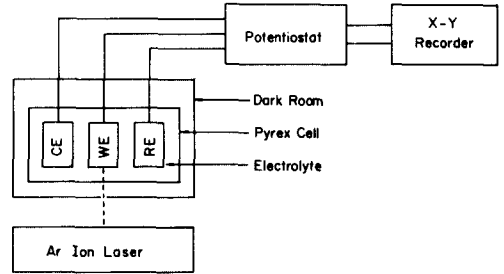 Potentiostat
X-Y
Recorder
Dark Room
Pyrex Cell
Electrolyte
CE
WE
RE
Ar Ion Laser